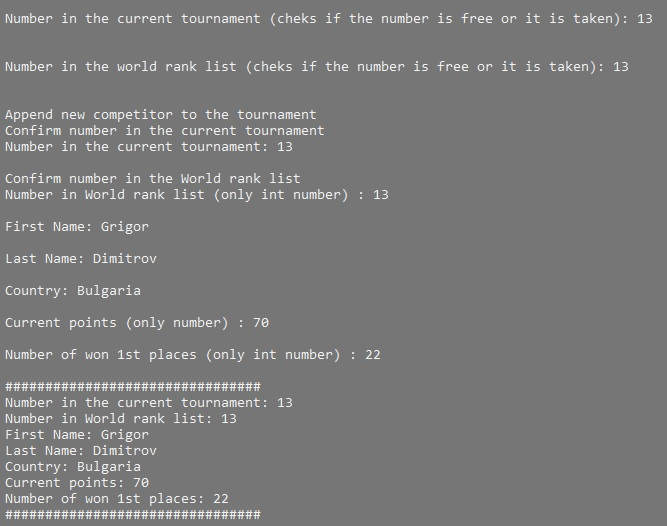 Number in the current tournament (cheks if the number is free or it is taken): 13
Number in the world rank list (cheks if the number is free or it is taken): 13
Append new competitor to the tournament
Confirm number in the current tournament
Number in the current tournament: 13
Confirm number in the World rank list
Number in World rank list (only int number) : 13
First Name: Grigor
Last Name: Dimitrov
Country: Bulgaria
Current points (only number) : 70
Number of won 1st places (only int number) : 22
################################
Number in the current tournament: 13
Number in World rank list: 13
First Name: Grigor
Last Name: Dimitrov
Country: Bulgaria
Current points: 70
Number of won 1st places: 22
################################